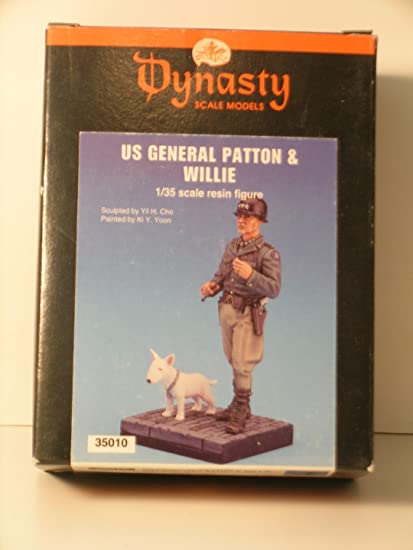 Dynasty
SCALE MODELS
US GENERAL PATTON &
WILLIE
1/35 scale resin figure
Sculpted by Yil H. Cho
Painted by Ki Y. Yoon
35010